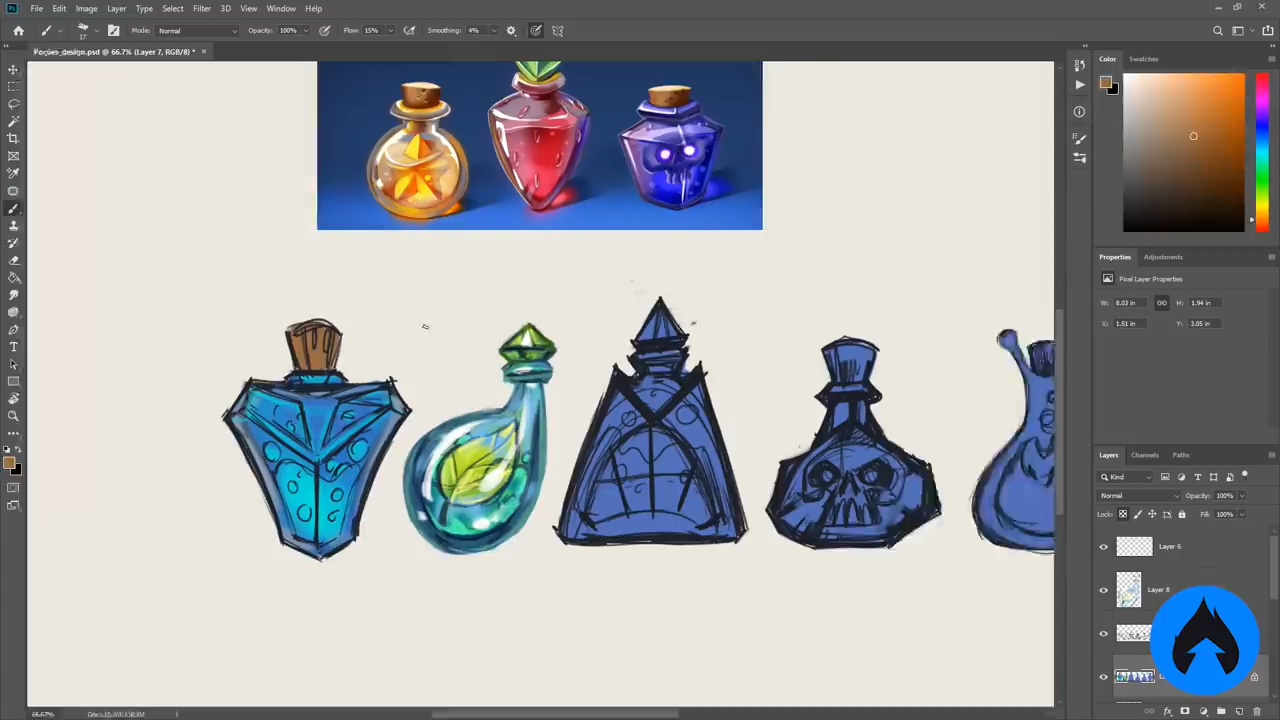 Ps File Edit Image Layer Type Select Filter 3D View Window Help
17 Mode: Normal Opacity: 100% Flow: 15% Smoothing: 4%
@ 66.7% (Layer 7, RGB/8) * ×
Color Swatches
Properties Adjustments
Pixel Layer Properties
W: 8.03 in H: 1.94 in
X: 1.51 in Y: 3.05 in
Layers Channels Paths
Kind
Normal Opacity: 100%
Lock: Fill: 100%
Layer 6
Layer 8
66.67%